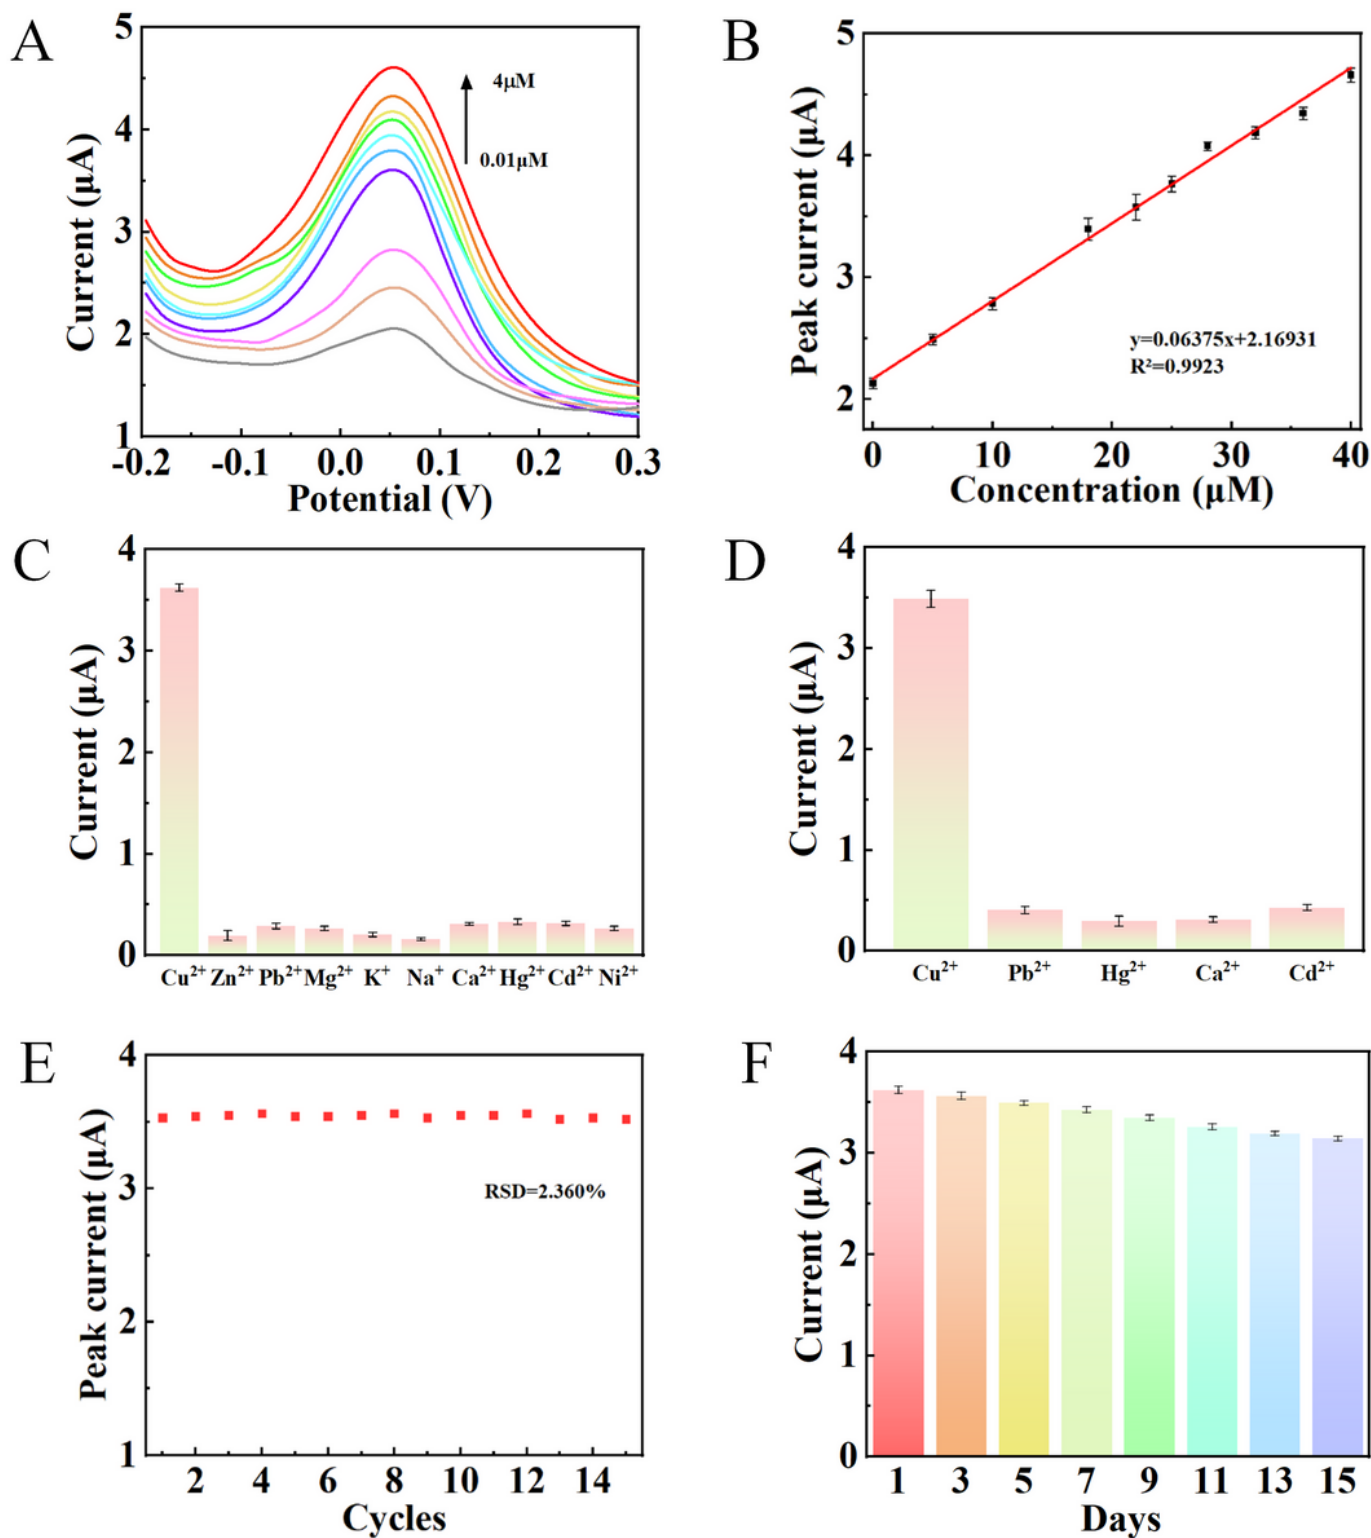 A
5
4
3
2
1
Current (μA)
4μM
0.01μM
-0.2
-0.1
0.0
0.1
0.2
0.3
Potential (V)
B
5
4
3
2
Peak current (μA)
y=0.06375x+2.16931
R²=0.9923
0
10
20
30
40
Concentration (μM)
C
4
3
2
1
0
Current (μA)
Cu²⁺
Zn²⁺
Pb²⁺
Mg²⁺
K⁺
Na⁺
Ca²⁺
Hg²⁺
Cd²⁺
Ni²⁺
D
4
3
2
1
0
Current (μA)
Cu²⁺
Pb²⁺
Hg²⁺
Ca²⁺
Cd²⁺
E
4
3
2
1
Peak current (μA)
RSD=2.360%
2
4
6
8
10
12
14
Cycles
F
4
3
2
1
0
Current (μA)
1
3
5
7
9
11
13
15
Days